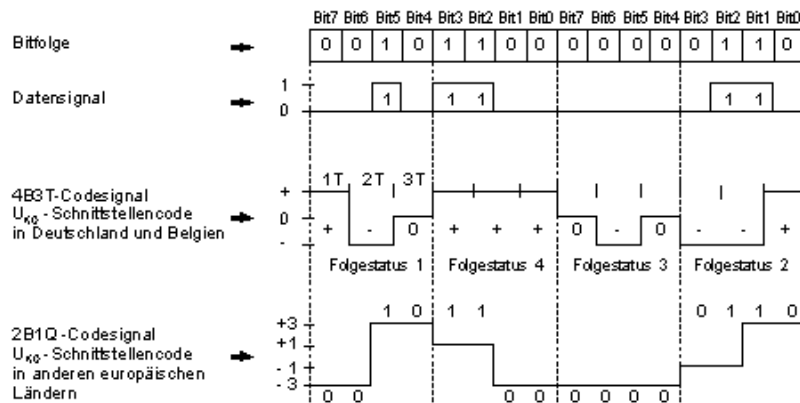 Bit7 Bit6 Bit5 Bit4 Bit3 Bit2 Bit1 Bit0 Bit7 Bit6 Bit5 Bit4 Bit3 Bit2 Bit1 Bit0
Bitfolge 0 0 1 0 1 1 0 0 0 0 0 0 0 1 1 0
1
Datensignal 1 1 1 1 1
0
1T 2T 3T
+
4B3T-Codesignal
0
UK0-Schnittstellencode
in Deutschland und Belgien + - 0 + + + 0 - 0 - - +
-
Folgestatus 1 Folgestatus 4 Folgestatus 3 Folgestatus 2
1 0 1 1 0 1 1 0
+3
2B1Q-Codesignal
+1
UK0-Schnittstellencode
in anderen europäischen
-1
Ländern
-3
0 0 0 0 0 0 0 0